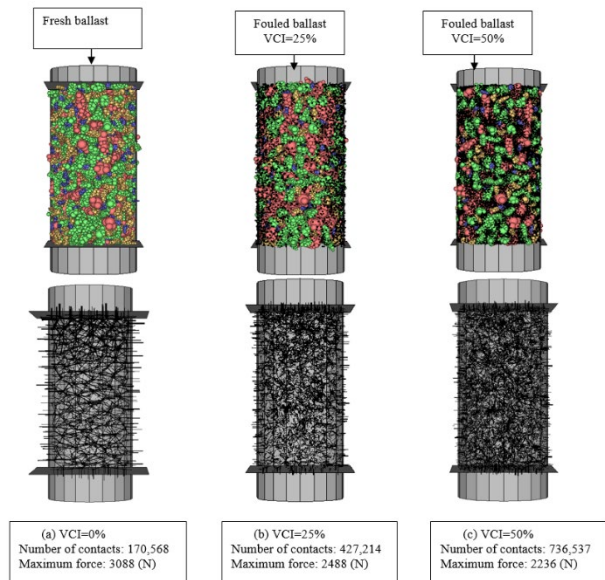 Fresh ballast
Fouled ballast
VCI=25%
Fouled ballast
VCI=50%
(a) VCI=0%
Number of contacts: 170,568
Maximum force: 3088 (N)
(b) VCI=25%
Number of contacts: 427,214
Maximum force: 2488 (N)
(c) VCI=50%
Number of contacts: 736,537
Maximum force: 2236 (N)